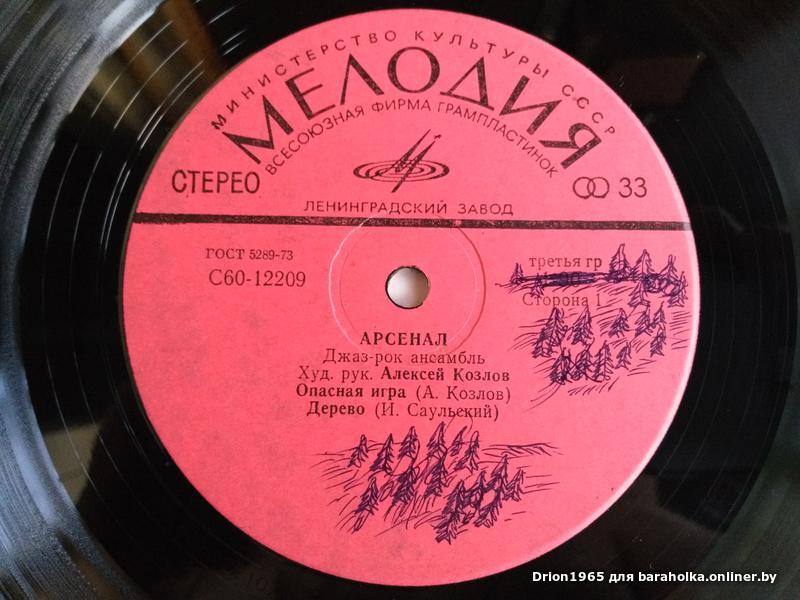 МИНИСТЕРСТВО КУЛЬТУРЫ СССР
МЕЛОДИЯ
ВСЕСОЮЗНАЯ ФИРМА ГРАМПЛАСТИНОК
СТЕРЕО
33
ЛЕНИНГРАДСКИЙ ЗАВОД
ГОСТ 5289-73
С60-12209
третья гр
Сторона 1
АРСЕНАЛ
Джаз-рок ансамбль
Худ. рук. Алексей Козлов
Опасная игра (А. Козлов)
Дерево (И. Саульский)
Drion1965 для baraholka.onliner.by